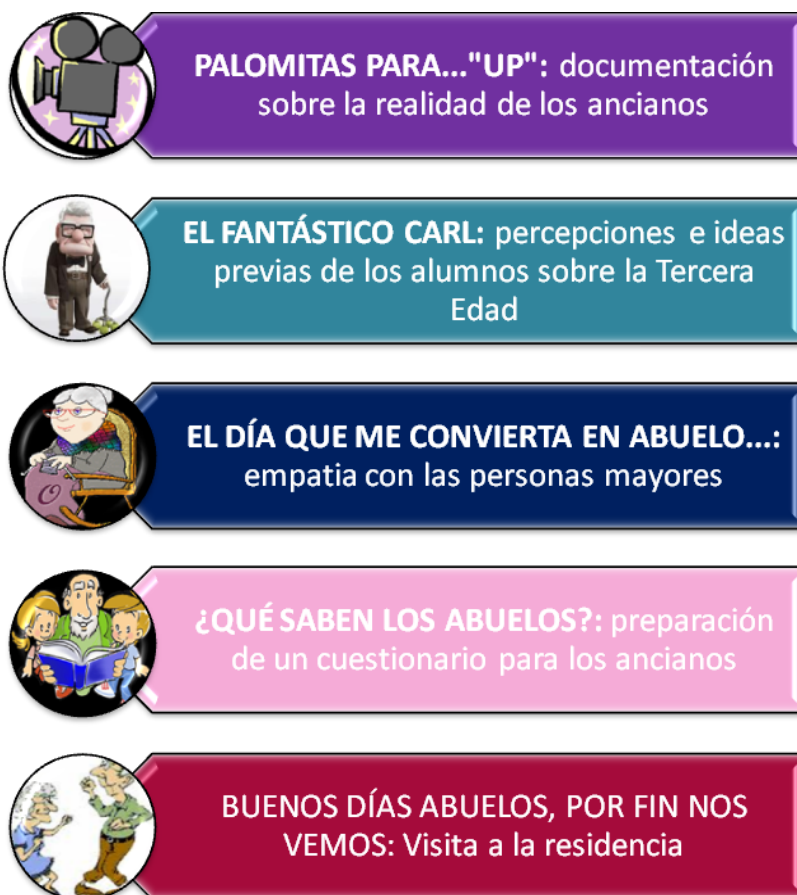 PALOMITAS PARA..."UP": documentación
sobre la realidad de los ancianos
EL FANTÁSTICO CARL: percepciones e ideas
previas de los alumnos sobre la Tercera
Edad
EL DÍA QUE ME CONVIERTA EN ABUELO...:
empatia con las personas mayores
¿QUÉ SABEN LOS ABUELOS?: preparación
de un cuestionario para los ancianos
BUENOS DÍAS ABUELOS, POR FIN NOS
VEMOS: Visita a la residencia